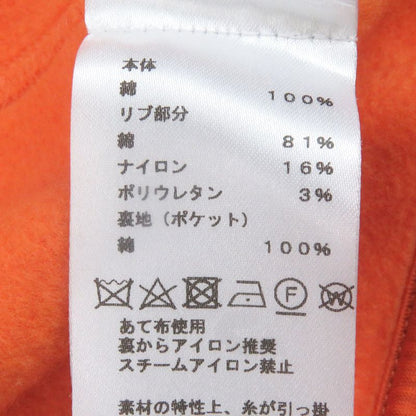 本体
綿 100%
リブ部分
綿 81%
ナイロン 16%
ポリウレタン 3%
裏地（ポケット）
綿 100%
F W
あて布使用
裏からアイロン推奨
スチームアイロン禁止
素材の特性上、糸が引っ掛